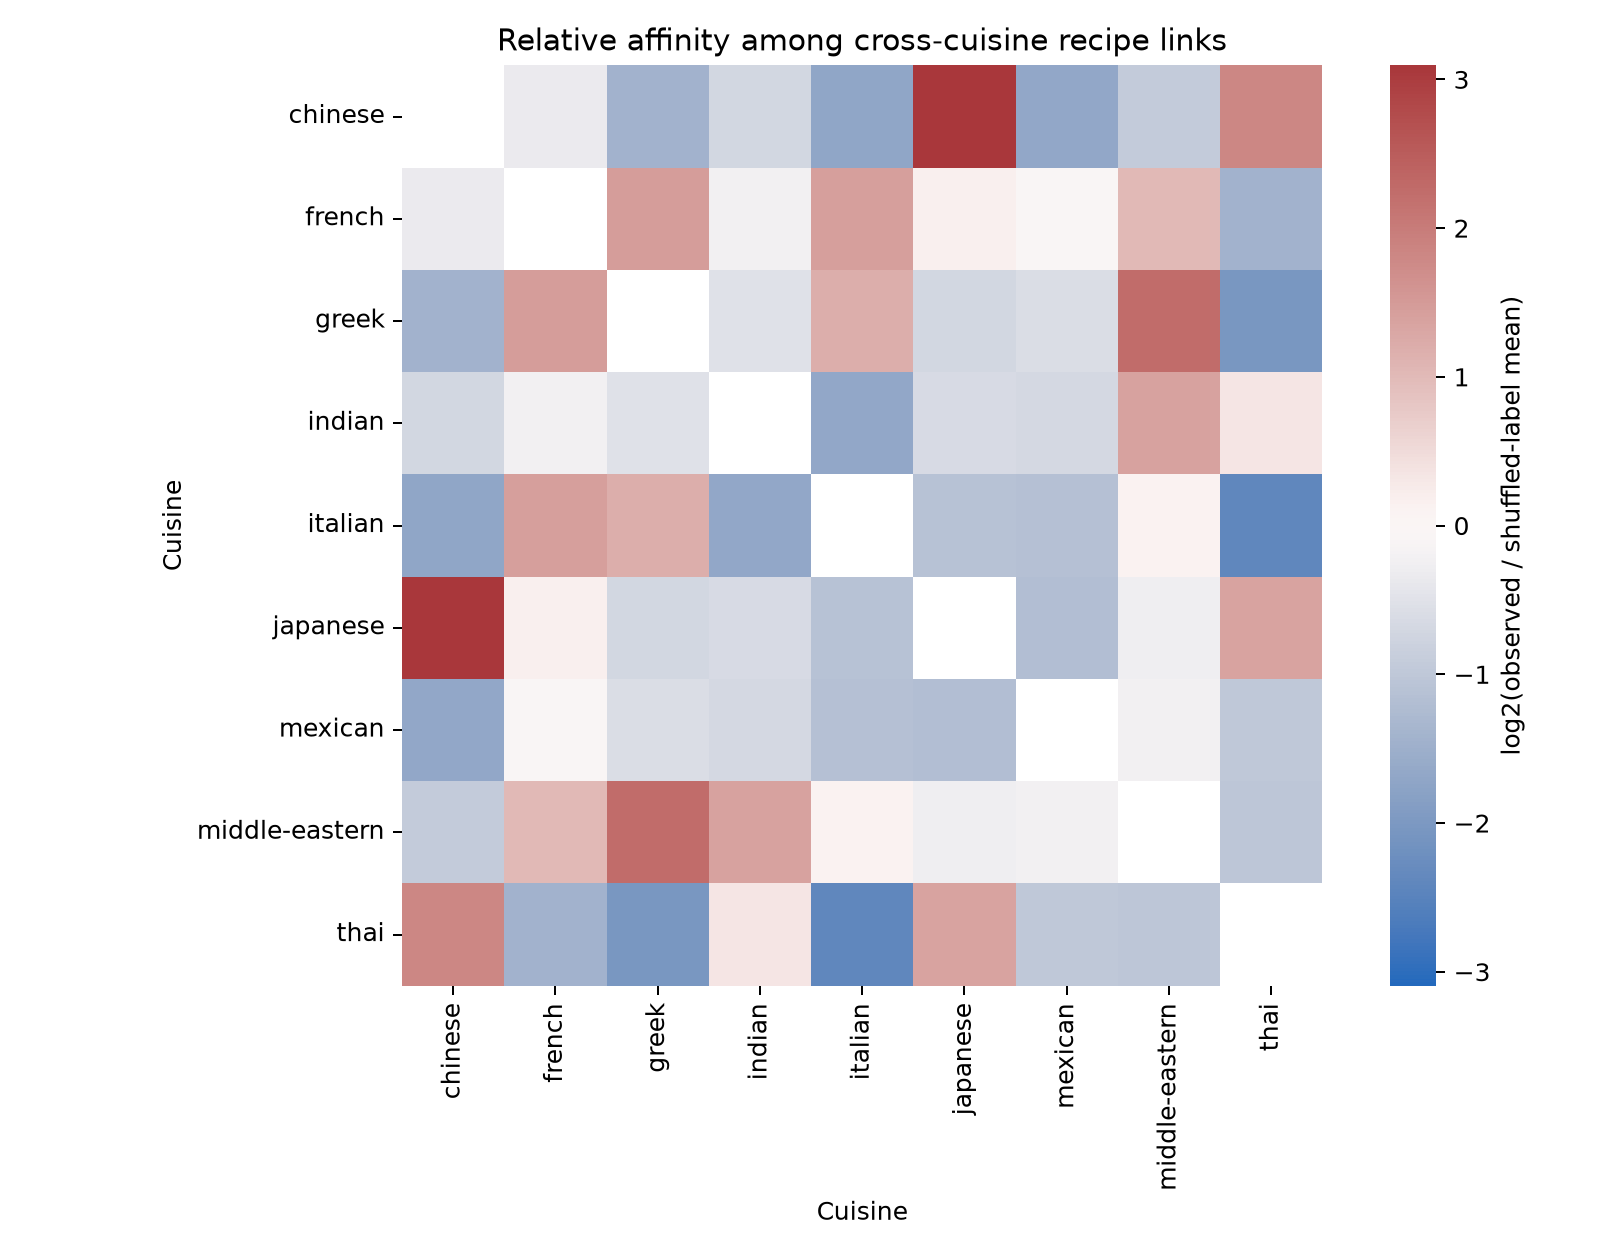 Relative affinity among cross-cuisine recipe links
chinese
french
greek
indian
italian
japanese
mexican
middle-eastern
thai
Cuisine
chinese
french
greek
indian
italian
japanese
mexican
middle-eastern
thai
Cuisine
3
2
1
0
−1
−2
−3
log2(observed / shuffled-label mean)